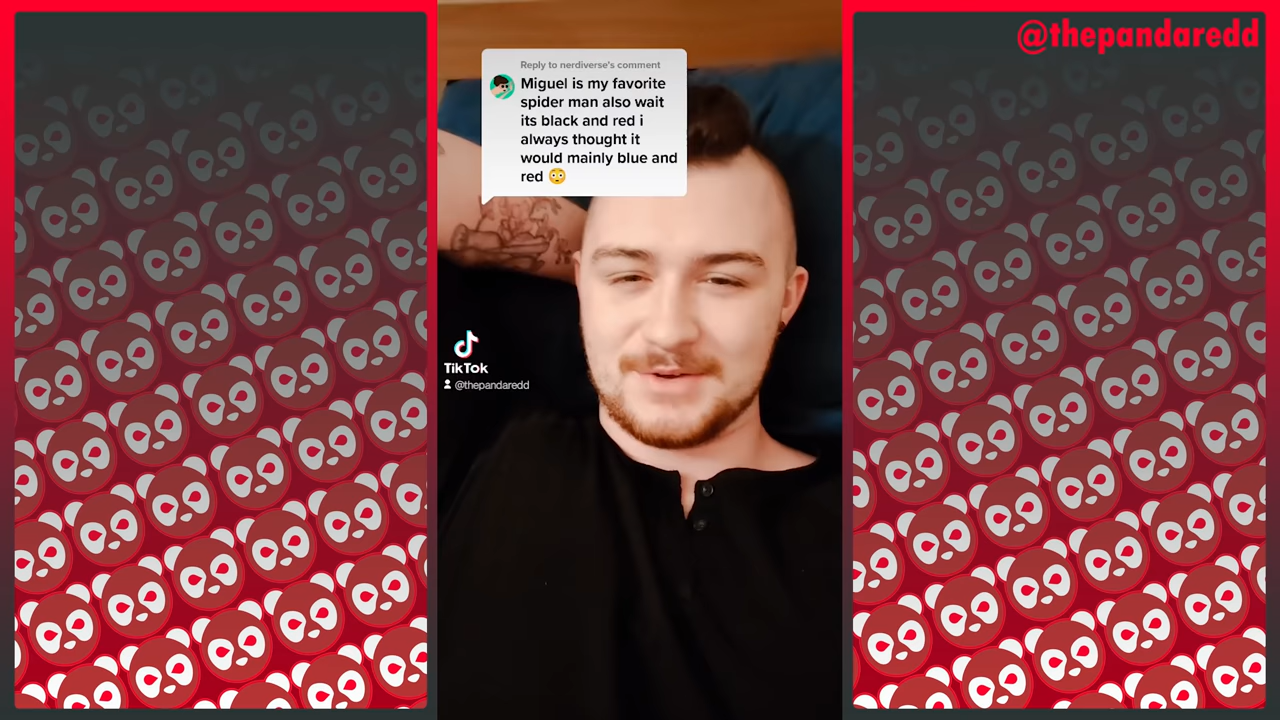 @thepandaredd
Reply to nerdiverse's comment
Miguel is my favorite
spider man also wait
its black and red i
always thought it
would mainly blue and
red 😳
TikTok
@thepandaredd